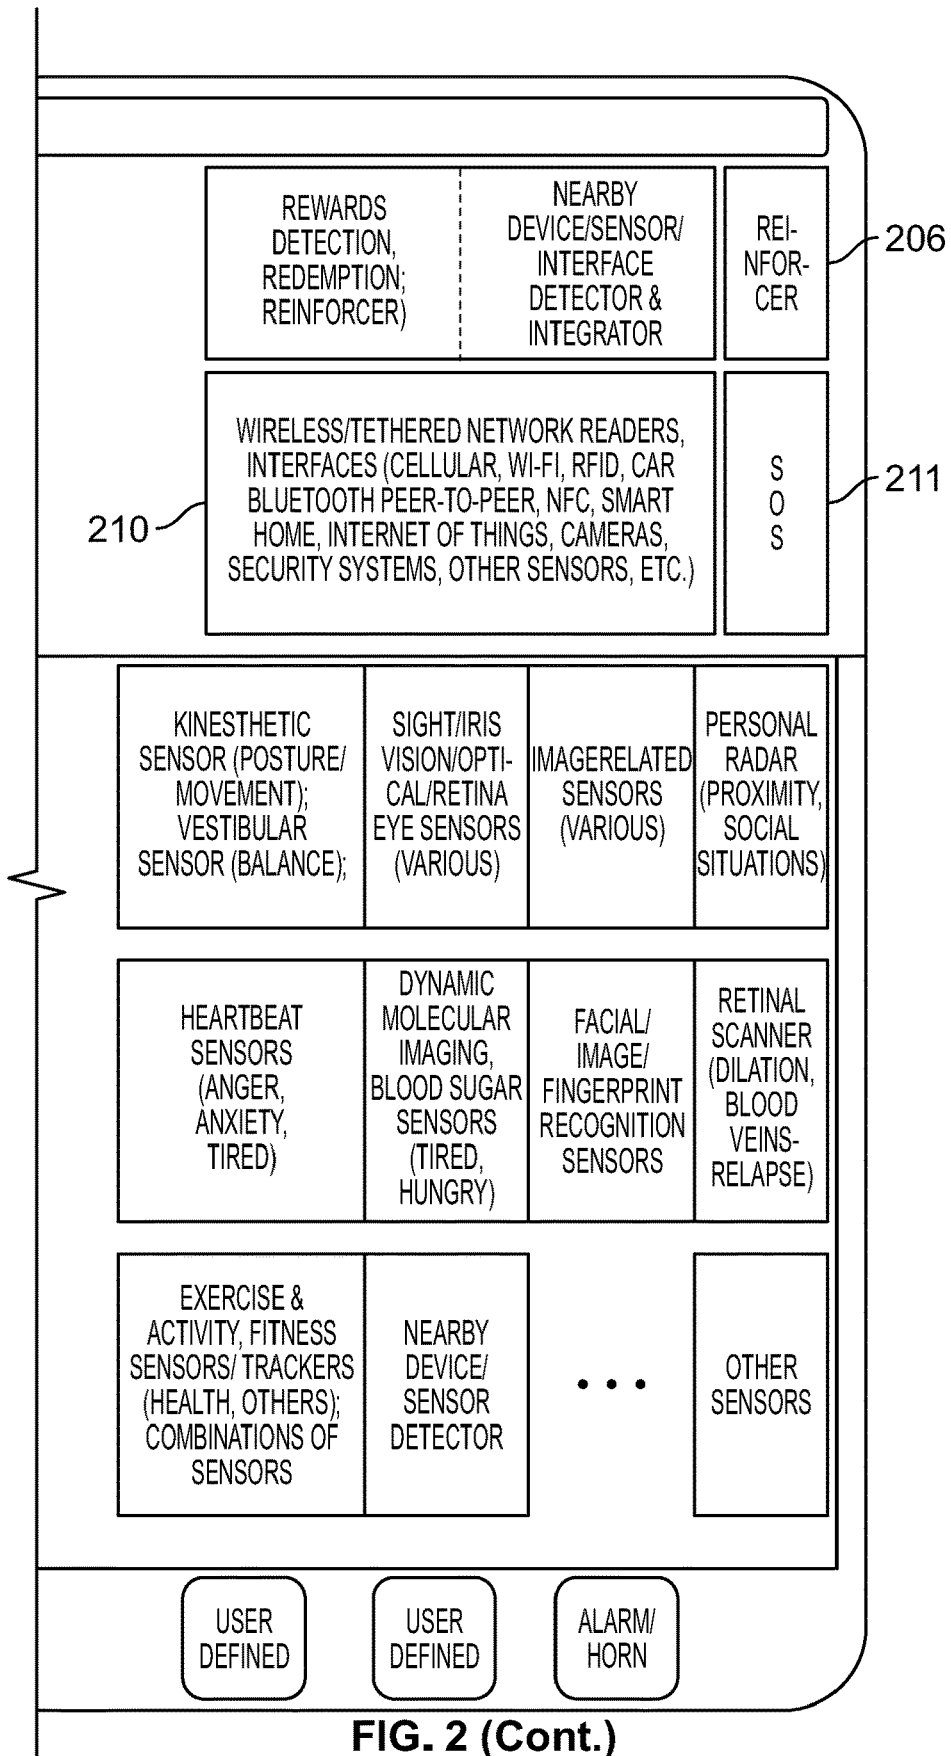 REWARDS
DETECTION,
REDEMPTION;
REINFORCER)
NEARBY
DEVICE/SENSOR/
INTERFACE
DETECTOR &
INTEGRATOR
REI-
NFOR-
CER
206
WIRELESS/TETHERED NETWORK READERS,
INTERFACES (CELLULAR, WI-FI, RFID, CAR
BLUETOOTH PEER-TO-PEER, NFC, SMART
HOME, INTERNET OF THINGS, CAMERAS,
SECURITY SYSTEMS, OTHER SENSORS, ETC.)
210
S
O
S
211
KINESTHETIC
SENSOR (POSTURE/
MOVEMENT);
VESTIBULAR
SENSOR (BALANCE);
SIGHT/IRIS
VISION/OPTI-
CAL/RETINA
EYE SENSORS
(VARIOUS)
IMAGERELATED
SENSORS
(VARIOUS)
PERSONAL
RADAR
(PROXIMITY,
SOCIAL
SITUATIONS)
HEARTBEAT
SENSORS
(ANGER,
ANXIETY,
TIRED)
DYNAMIC
MOLECULAR
IMAGING,
BLOOD SUGAR
SENSORS
(TIRED,
HUNGRY)
FACIAL/
IMAGE/
FINGERPRINT
RECOGNITION
SENSORS
RETINAL
SCANNER
(DILATION,
BLOOD
VEINS-
RELAPSE)
EXERCISE &
ACTIVITY, FITNESS
SENSORS/ TRACKERS
(HEALTH, OTHERS);
COMBINATIONS OF
SENSORS
NEARBY
DEVICE/
SENSOR
DETECTOR
• • •
OTHER
SENSORS
USER
DEFINED
USER
DEFINED
ALARM/
HORN
FIG. 2 (Cont.)